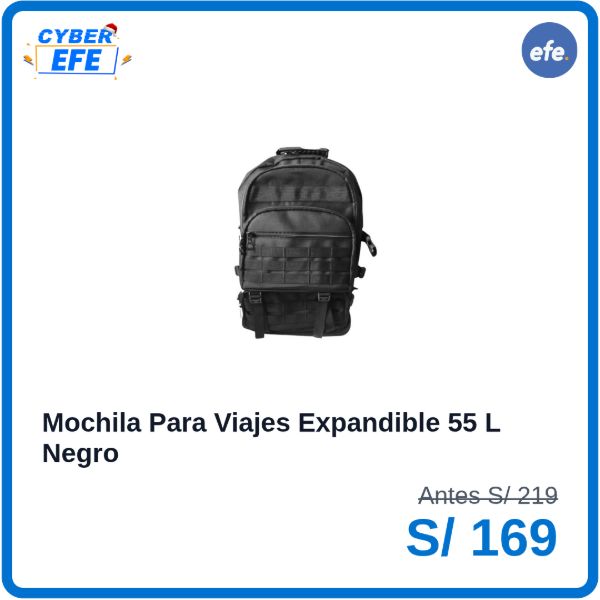 CYBER
EFE
efe.
Mochila Para Viajes Expandible 55 L
Negro
Antes S/ 219
S/ 169